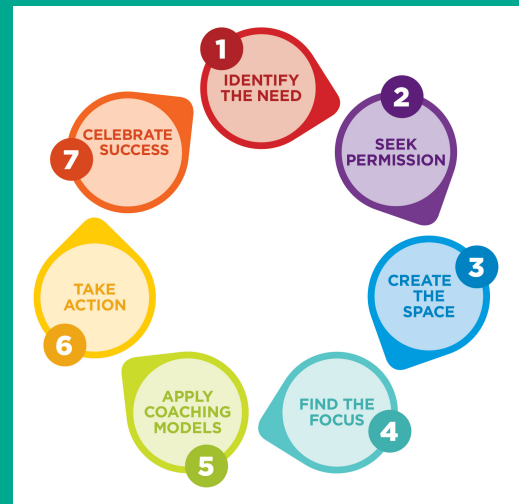 1
IDENTIFY
THE NEED
2
SEEK
PERMISSION
3
CREATE
THE
SPACE
4
FIND THE
FOCUS
5
APPLY
COACHING
MODELS
6
TAKE
ACTION
7
CELEBRATE
SUCCESS